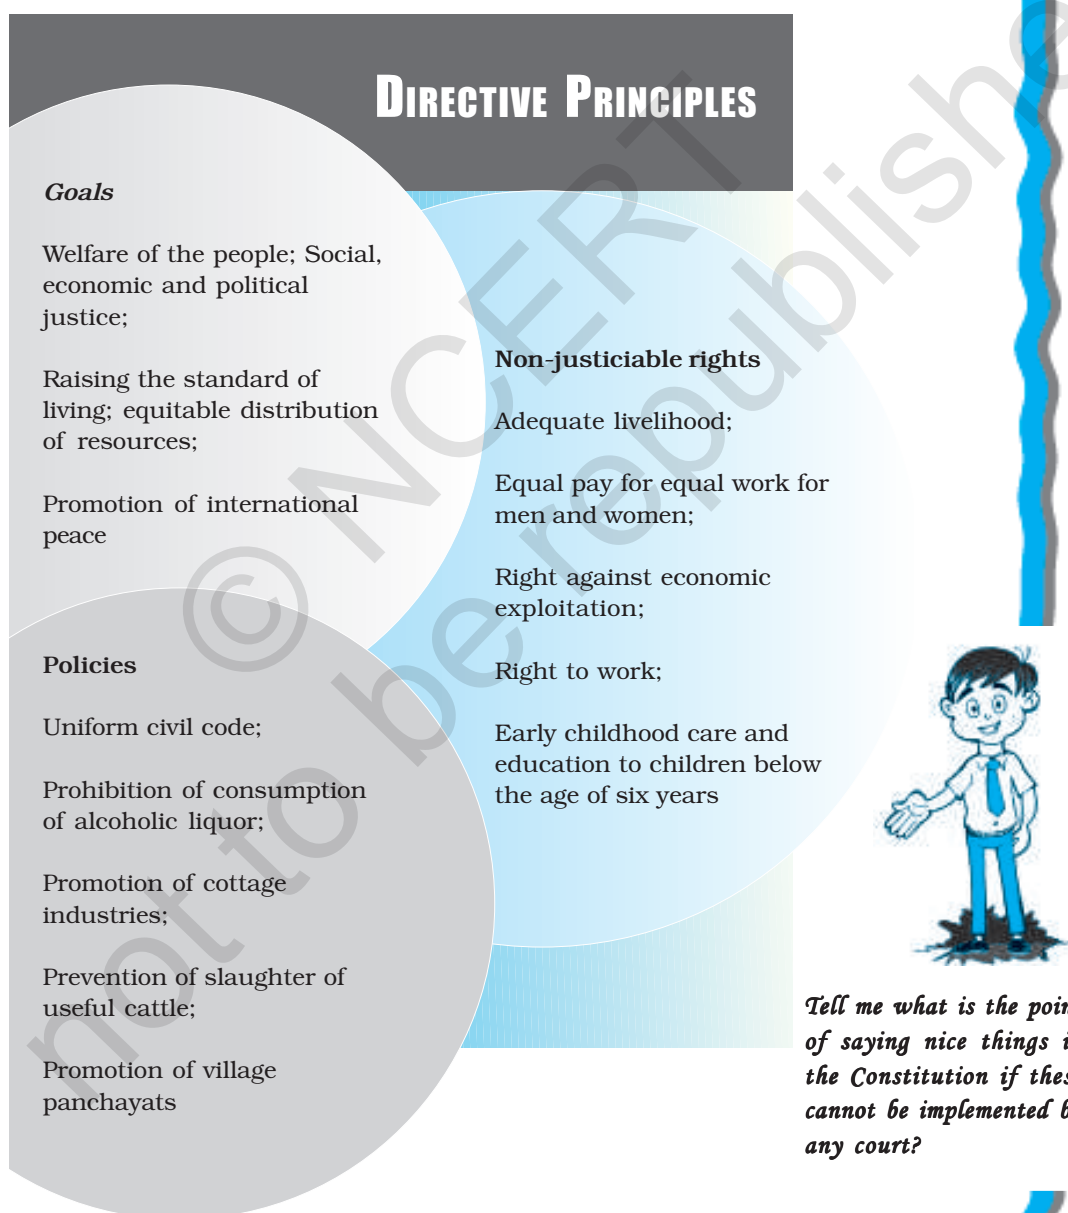 DIRECTIVE PRINCIPLES
Goals
Welfare of the people; Social,
economic and political
justice;
Raising the standard of
living; equitable distribution
of resources;
Promotion of international
peace
Non-justiciable rights
Adequate livelihood;
Equal pay for equal work for
men and women;
Right against economic
exploitation;
Right to work;
Early childhood care and
education to children below
the age of six years
Policies
Uniform civil code;
Prohibition of consumption
of alcoholic liquor;
Promotion of cottage
industries;
Prevention of slaughter of
useful cattle;
Promotion of village
panchayats
Tell me what is the
of saying nice things
the Constitution if
cannot be implemented
any court?
© NCERT
not to be